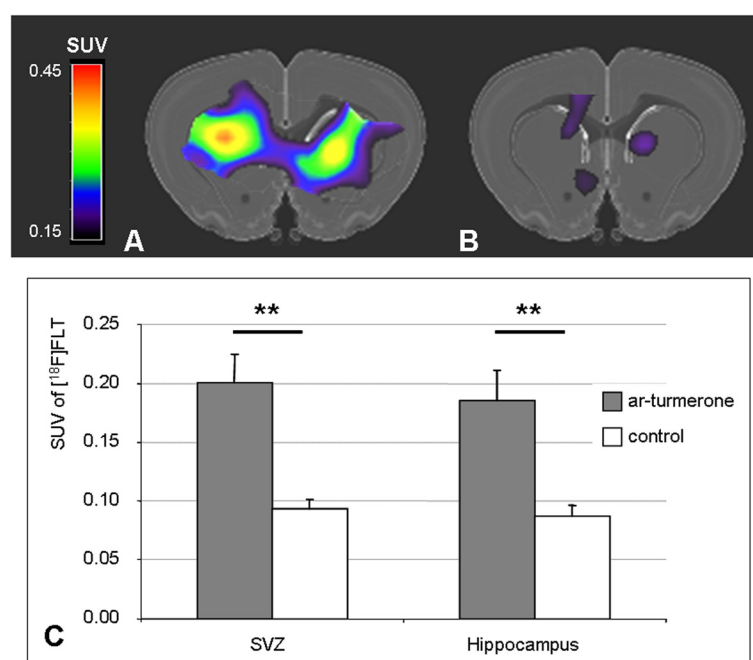 SUV
0.45
0.15
A
B
** **
0.25
0.20
0.15
0.10
0.05
0.00
SUV of [¹⁸F]FLT
ar-turmerone
control
C
SVZ Hippocampus